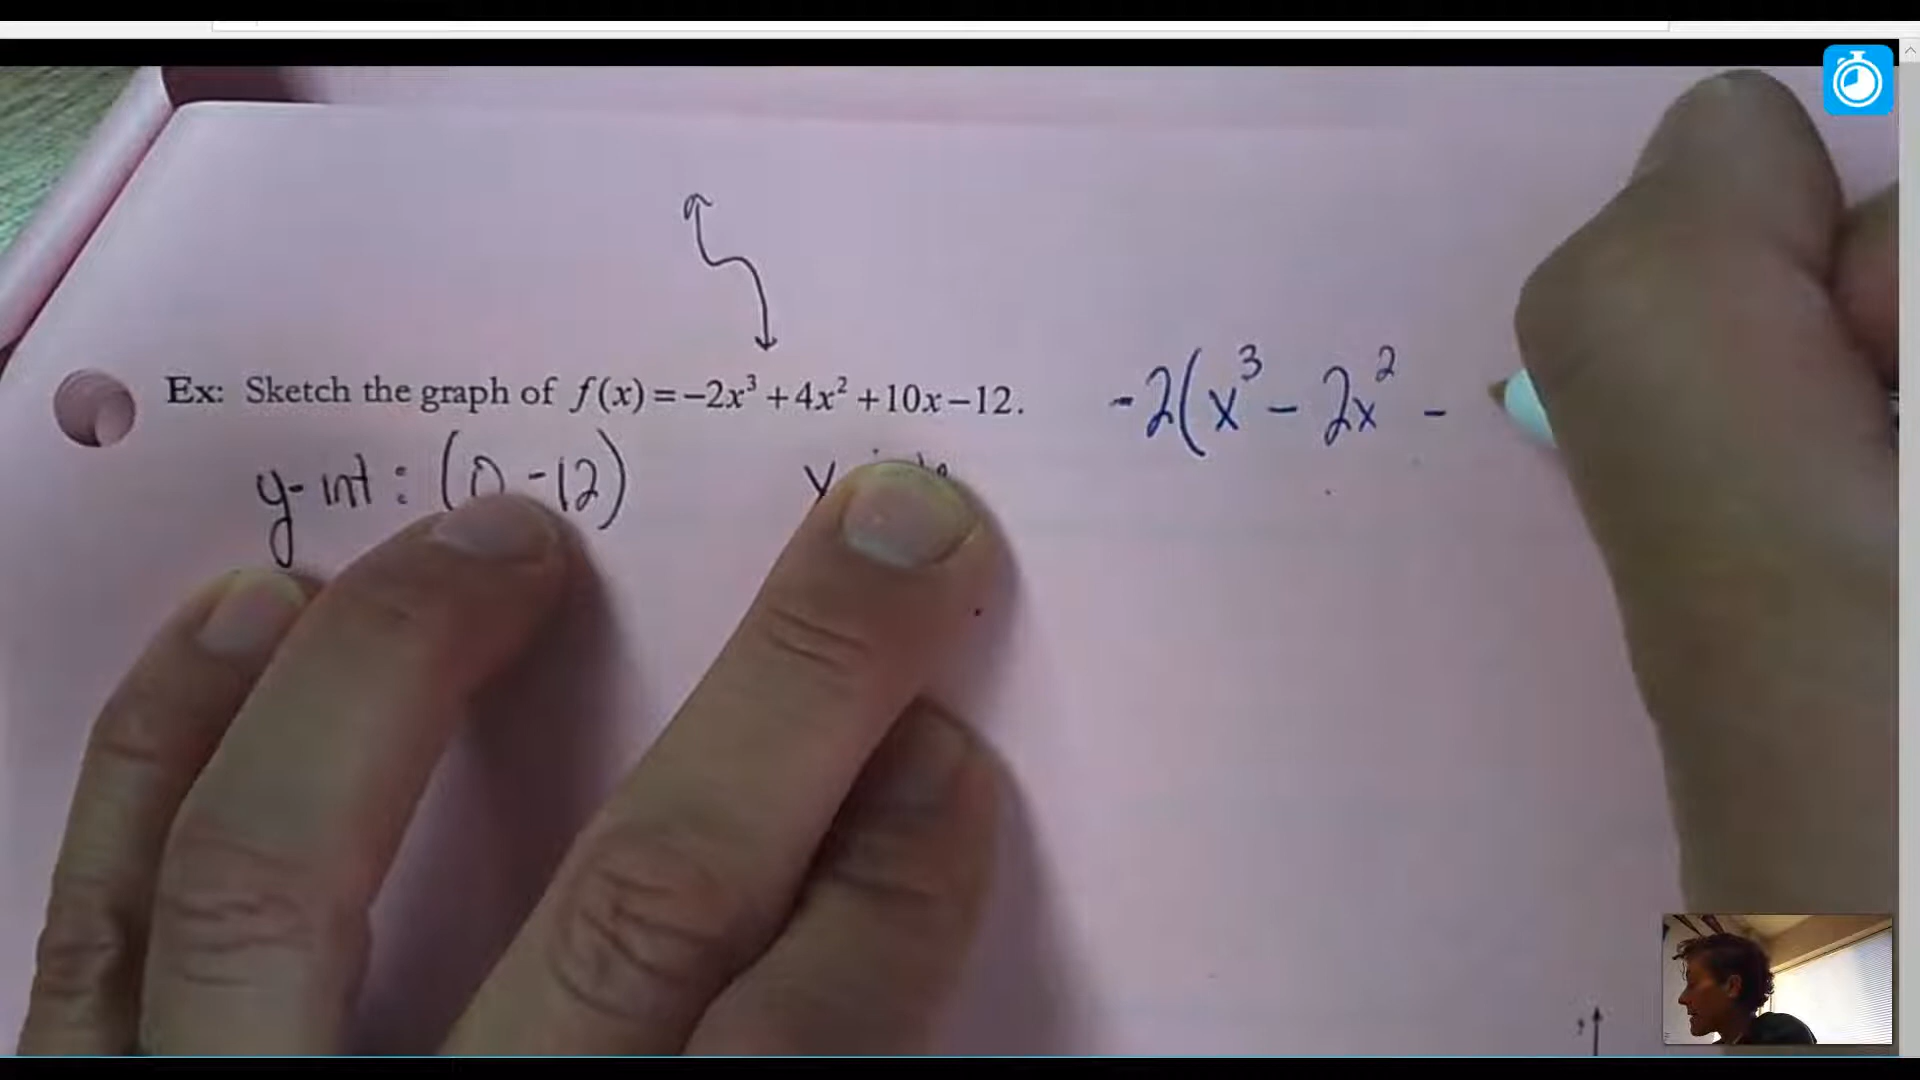 Ex: Sketch the graph of f(x)=−2x³+4x²+10x−12.
-2(x³ - 2x² -
y-int: (0 -12)